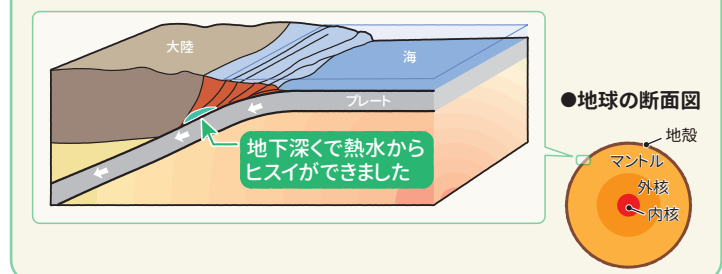 大陸
海
プレート
地下深くで熱水から
ヒスイができました
●地球の断面図
地殻
マントル
外核
内核